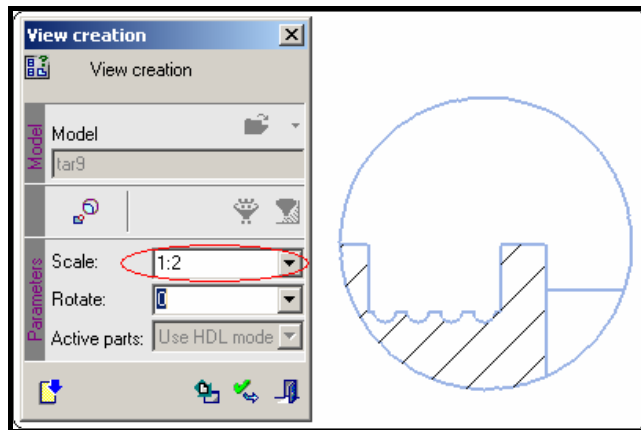 View creation
View creation
Model
Model
tar9
Parameters
Scale: 1:2
Rotate: 0
Active parts: Use HDL mode